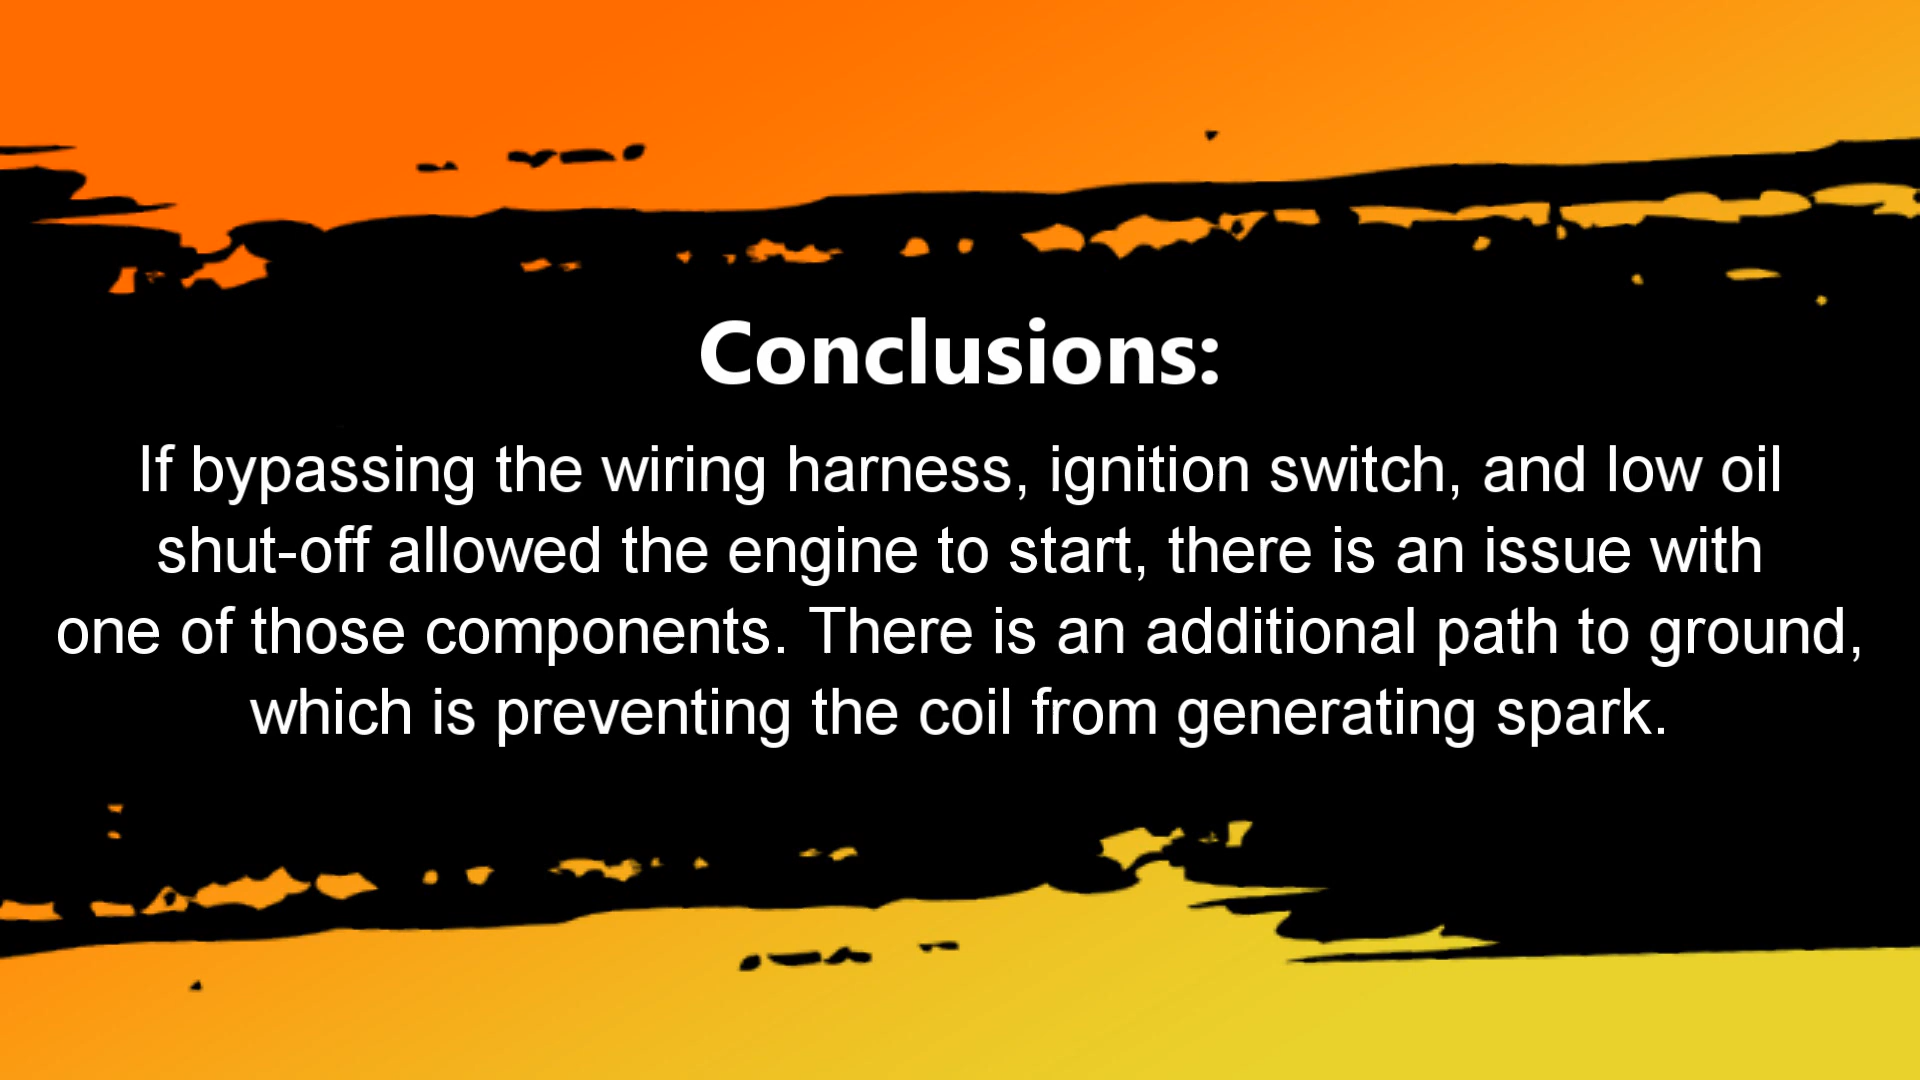 Conclusions:
If bypassing the wiring harness, ignition switch, and low oil
shut-off allowed the engine to start, there is an issue with
one of those components. There is an additional path to ground,
which is preventing the coil from generating spark.